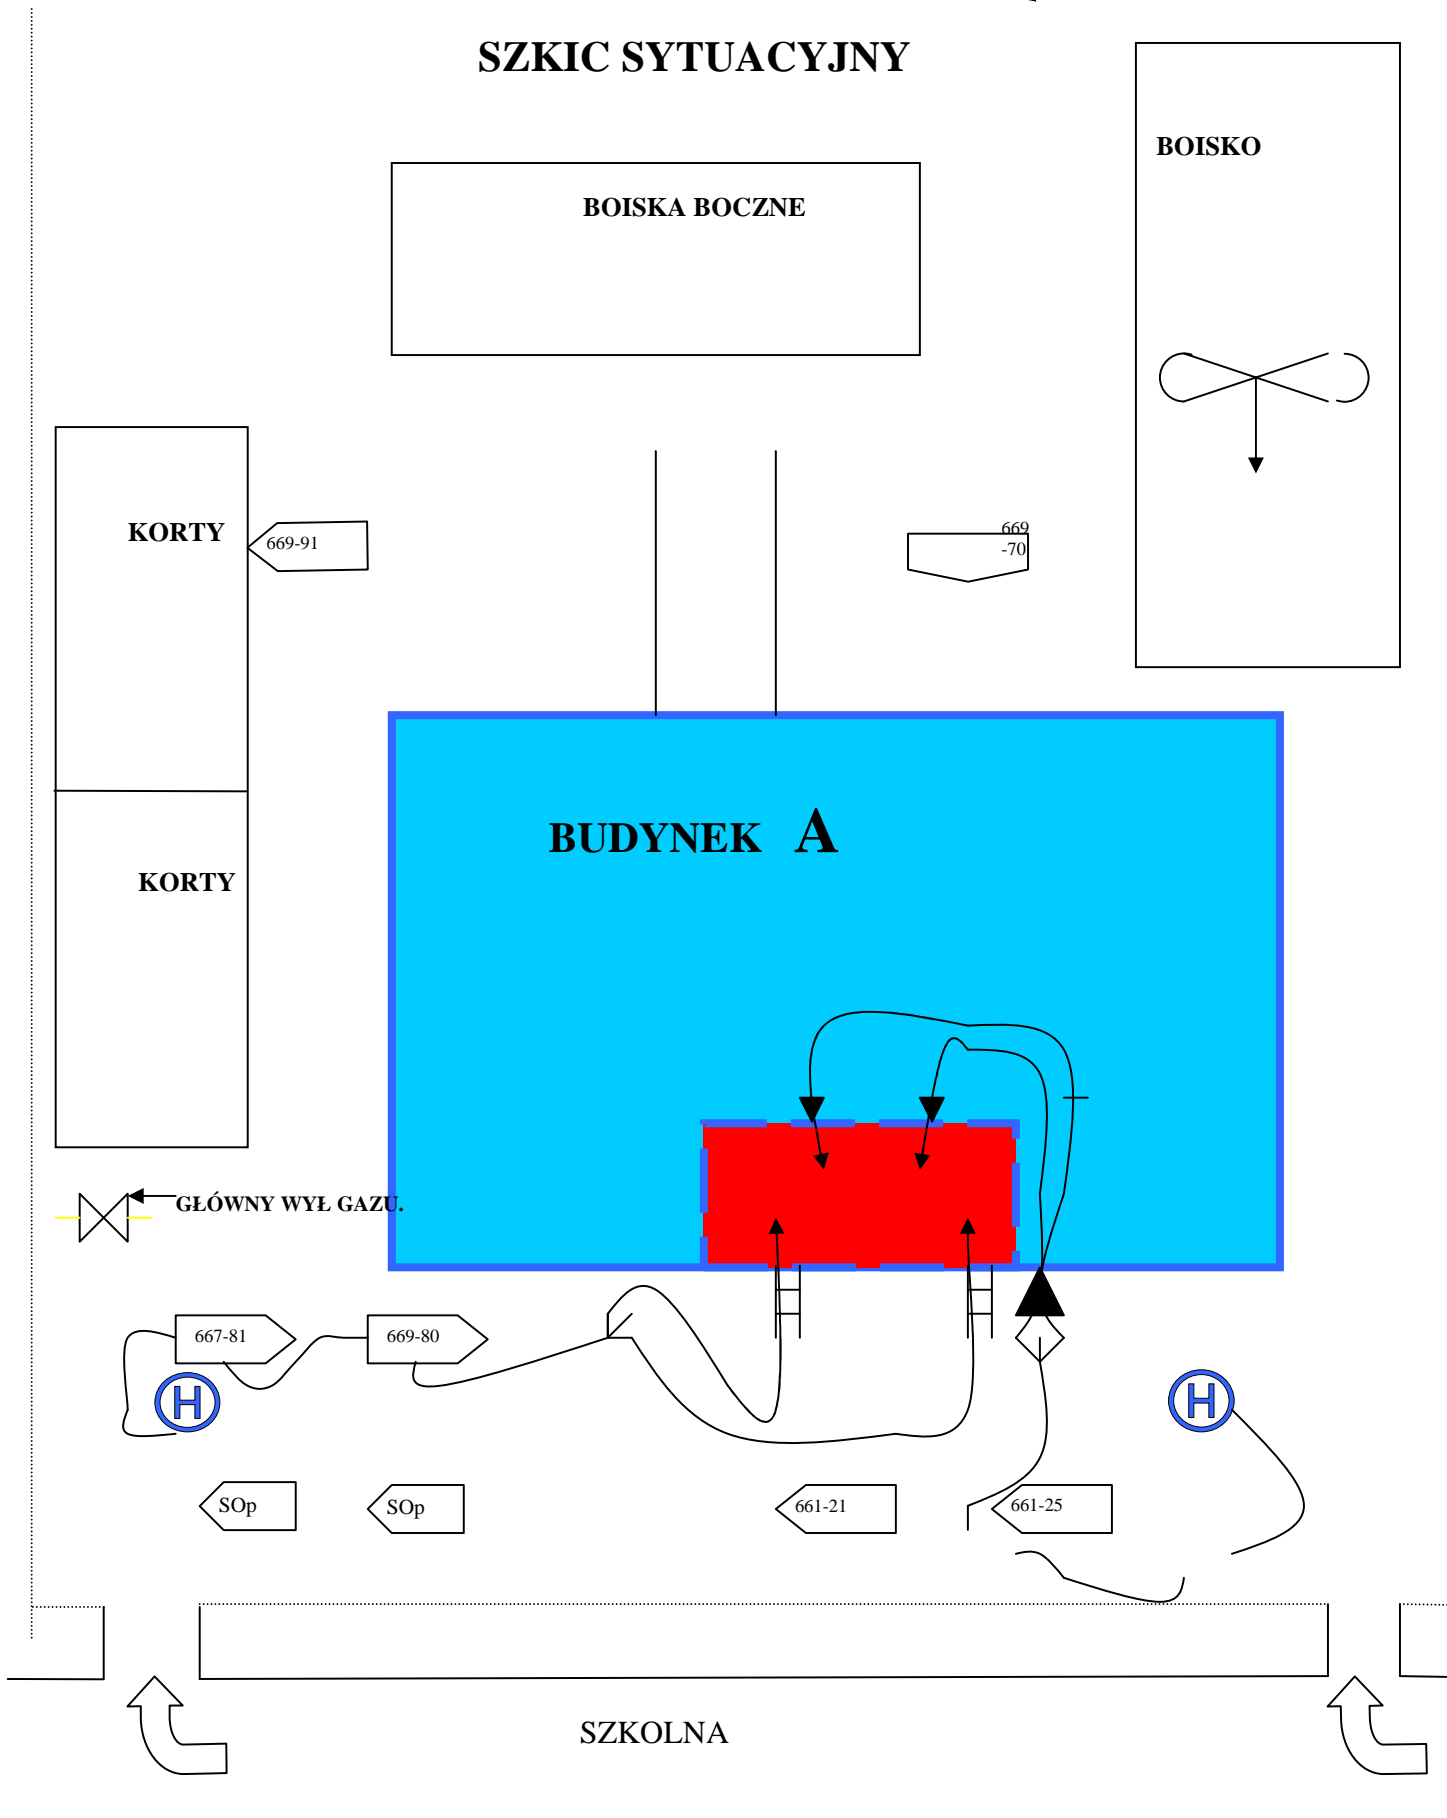 SZKIC SYTUACYJNY
BOISKO
BOISKA BOCZNE
KORTY
669-91
669
-70
BUDYNEK A
KORTY
GŁÓWNY WYŁ GAZU.
667-81
669-80
H
H
SOp
SOp
661-21
661-25
SZKOLNA